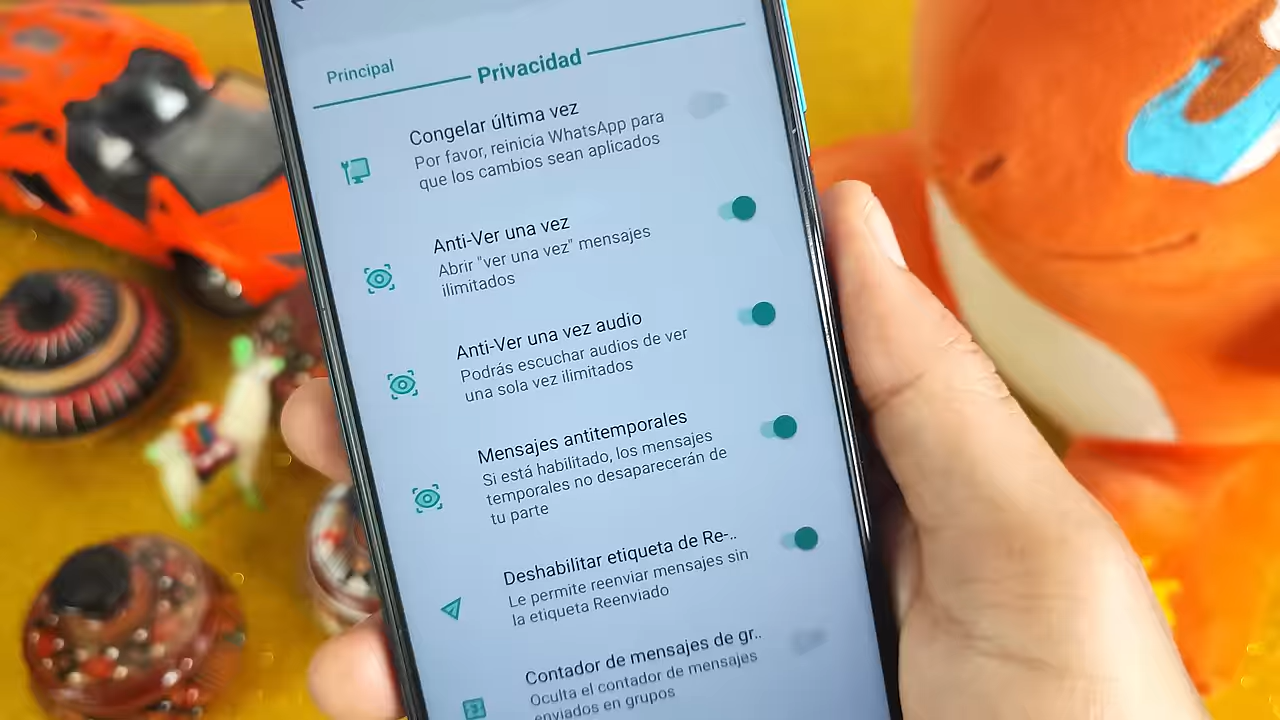 Principal
Privacidad
Congelar última vez
Por favor, reinicia WhatsApp para
que los cambios sean aplicados
Anti-Ver una vez
Abrir "ver una vez" mensajes
ilimitados
Anti-Ver una vez audio
Podrás escuchar audios de ver
una sola vez ilimitados
Mensajes antitemporales
Si está habilitado, los mensajes
temporales no desaparecerán de
tu parte
Deshabilitar etiqueta de Re-..
Le permite reenviar mensajes sin
la etiqueta Reenviado
Contador de mensajes de gr..
Oculta el contador de mensajes
enviados en grupos